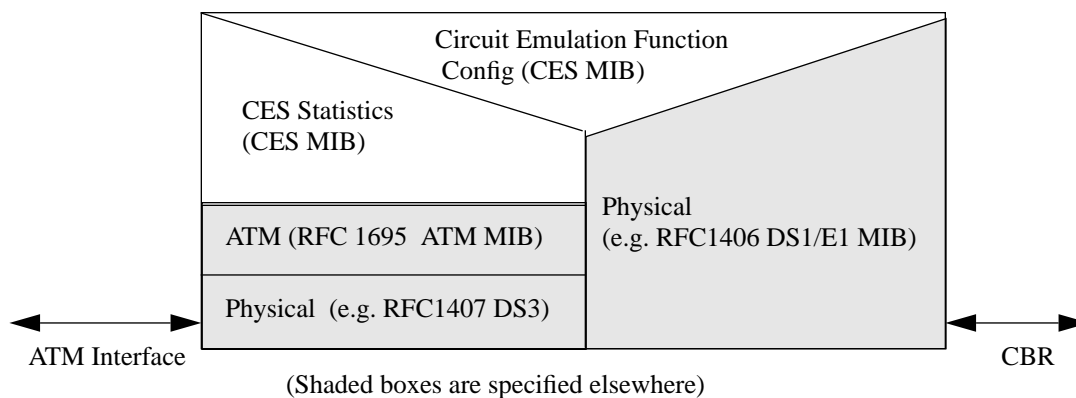 Circuit Emulation Function
Config (CES MIB)
CES Statistics
(CES MIB)
Physical
(e.g. RFC1406 DS1/E1 MIB)
ATM (RFC 1695  ATM MIB)
Physical  (e.g. RFC1407 DS3)
ATM Interface
CBR
(Shaded boxes are specified elsewhere)